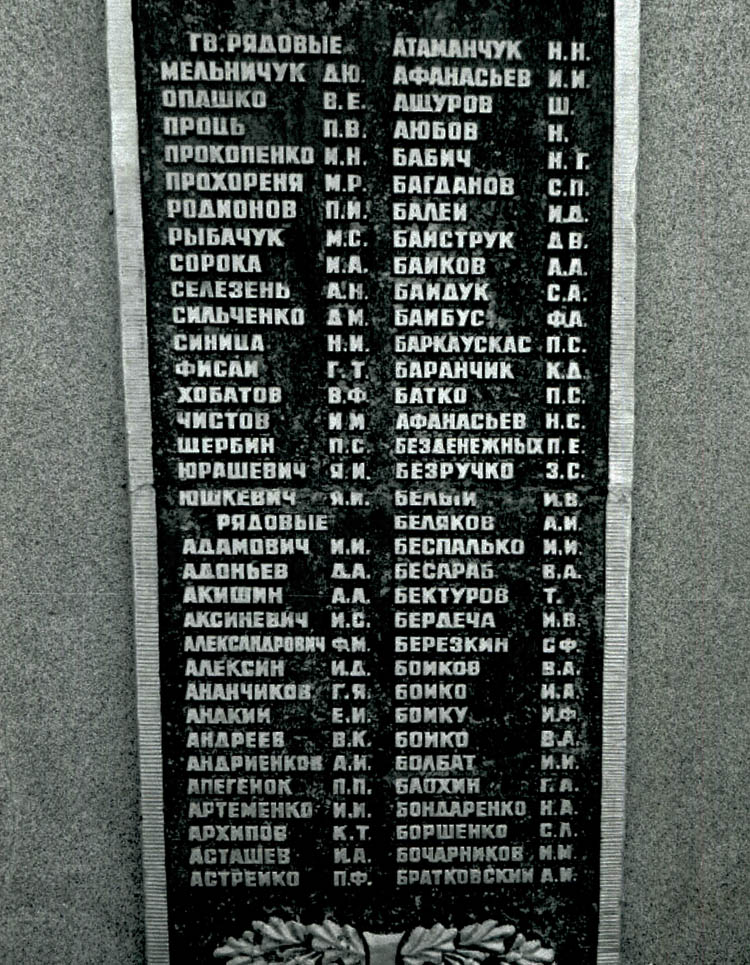 ГВ. РЯДОВЫЕ
МЕЛЬНИЧУК Д.Ю.
ОПАШКО В.Е.
ПРОЦЬ П.В.
ПРОКОПЕНКО И.Н.
ПРОХОРЕНЯ М.Р.
РОДИОНОВ П.И.
РЫБАЧУК М.С.
СОРОКА И.А.
СЕЛЕЗЕНЬ А.Н.
СИЛЬЧЕНКО Д.М.
СИНИЦА Н.И.
ФИСАЙ Г.Т.
ХОБАТОВ В.Ф.
ЧИСТОВ И.М
ЩЕРБИН П.С.
ЮРАШЕВИЧ Я.И.
ЮШКЕВИЧ Я.И.
РЯДОВЫЕ
АДАМОВИЧ И.И.
АДОНЬЕВ Д.А.
АКИШИН А.А.
АКСИНЕВИЧ И.С.
АЛЕКСАНДРОВИЧ Ф.М.
АЛЕКСИН И.Д.
АНАНЧИКОВ Г.Я
АНАКИН Е.И.
АНДРЕЕВ В.К.
АНДРИЕНКОВ А.И.
АПЕГЕНОК П.П.
АРТЕМЕНКО И.И.
АРХИПОВ К.Т
АСТАШЕВ И.А.
АСТРЕЙКО П.Ф.
АТАМАНЧУК Н.Н.
АФАНАСЬЕВ И.И.
АЩУРОВ Ш.
АЮБОВ Н.
БАБИЧ Н.Г.
БАГДАНОВ С.П.
БАЛЕЙ И.Д.
БАЙСТРУК Д В.
БАЙКОВ А.А.
БАЙДУК С.А.
БАЙБУС Ф.А.
БАРКАУСКАС П.С.
БАРАНЧИК К.Д.
БАТКО П.С.
АФАНАСЬЕВ Н.С.
БЕЗДЕНЕЖНЫХ П.Е.
БЕЗРУЧКО З.С.
БЕЛЫЙ И.В
БЕЛЯКОВ А.И.
БЕСПАЛЬКО И.И.
БЕСАРАБ В.А.
БЕКТУРОВ Т.
БЕРДЕЧА И.В.
БЕРЕЗКИН С Ф.
БОЙКОВ В.А.
БОЙКО И.А
БОЙКУ И.Ф
БОЙКО В.А.
БОЛБАТ И.И.
БЛОХИН Г.А.
БОНДАРЕНКО Н.А
БОРШЕНКО С.Л.
БОЧАРНИКОВ И.М.
БРАТКОВСКИЙ А.И.